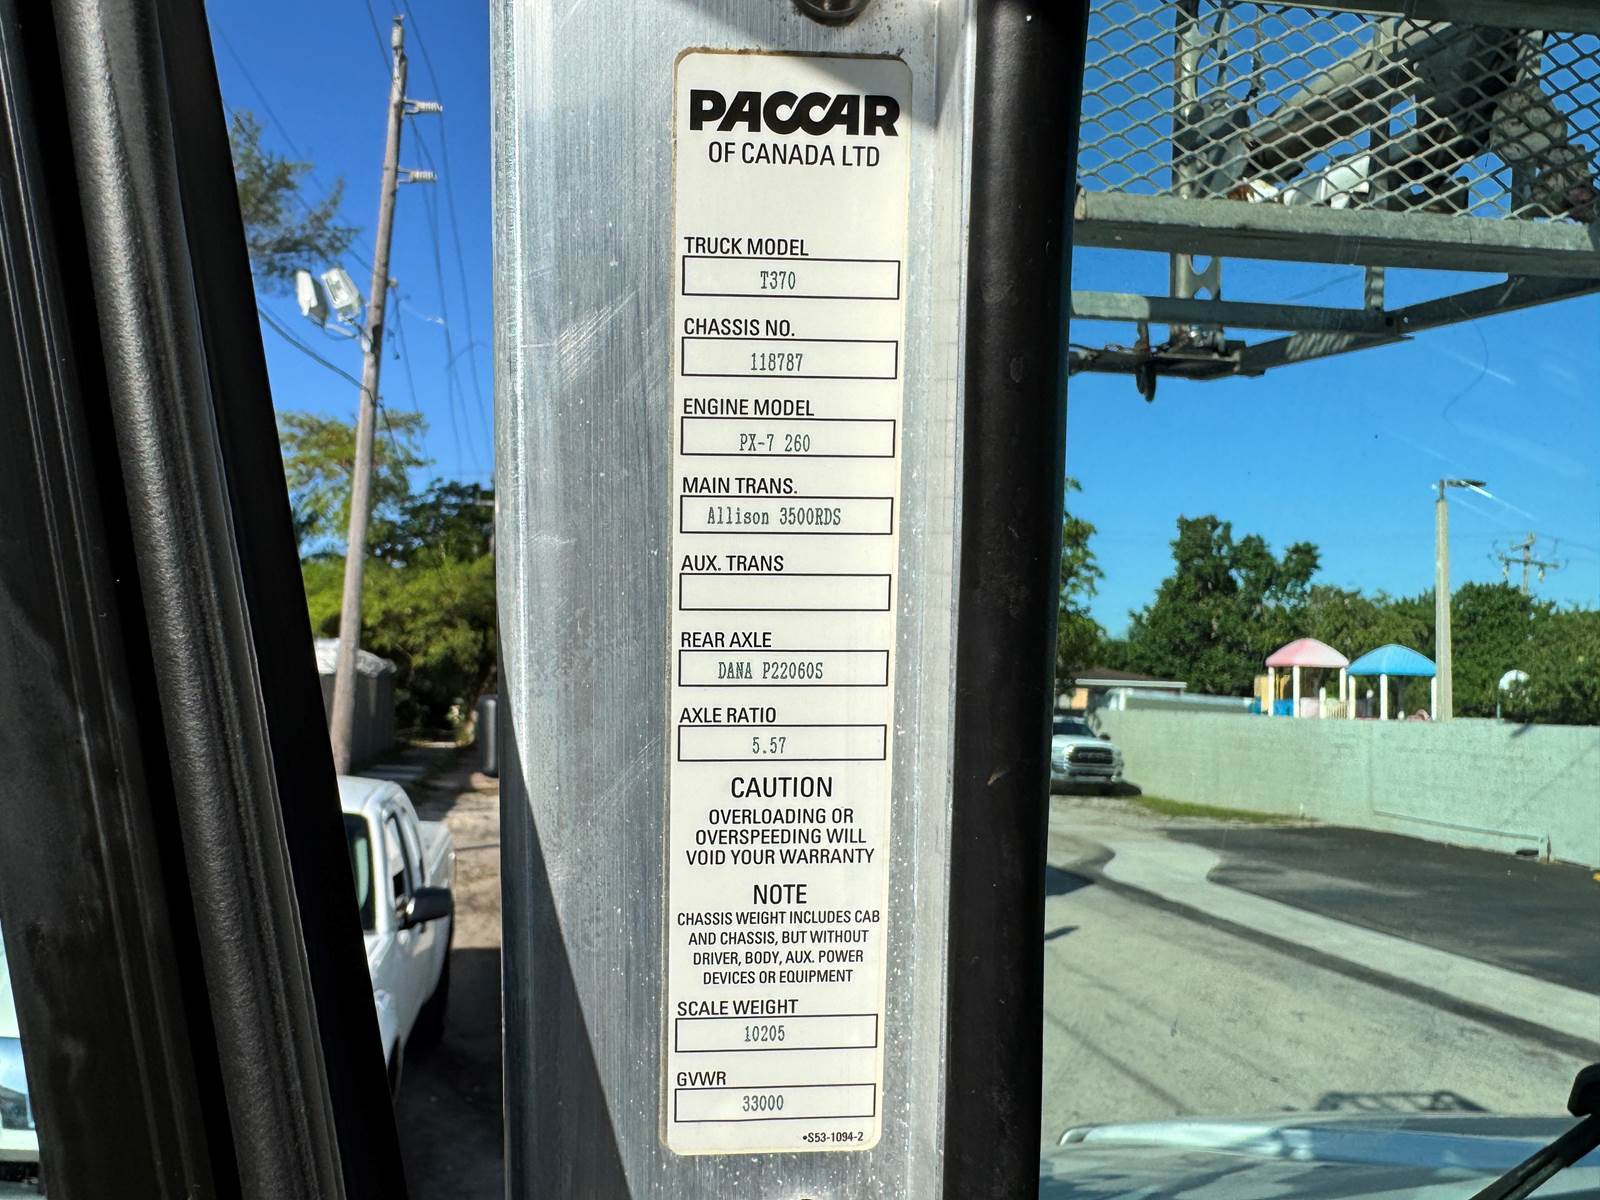 PACCAR
OF CANADA LTD
TRUCK MODEL
T370
CHASSIS NO.
118787
ENGINE MODEL
PX-7 260
MAIN TRANS.
Allison 3500RDS
AUX. TRANS
REAR AXLE
DANA P22060S
AXLE RATIO
5.57
CAUTION
OVERLOADING OR
OVERSPEEDING WILL
VOID YOUR WARRANTY
NOTE
CHASSIS WEIGHT INCLUDES CAB
AND CHASSIS, BUT WITHOUT
DRIVER, BODY, AUX. POWER
DEVICES OR EQUIPMENT
SCALE WEIGHT
10205
GVWR
33000
•S53-1094-2